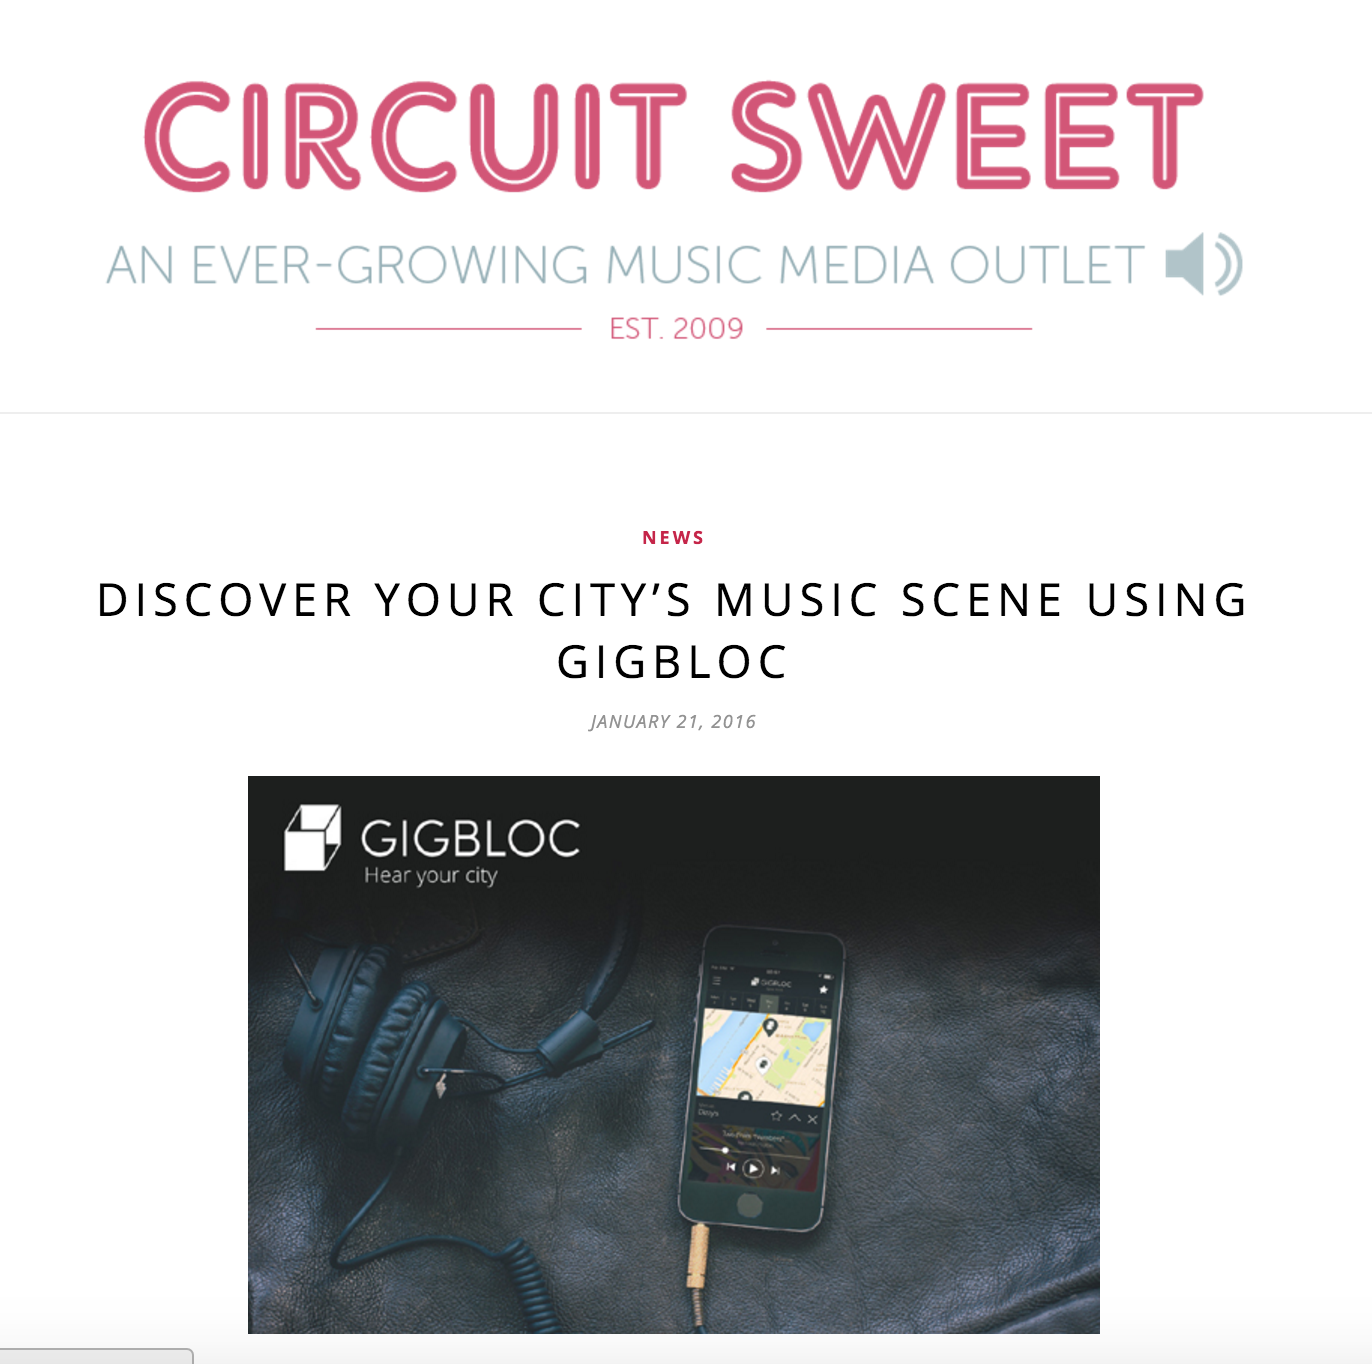 CIRCUIT SWEET
AN EVER-GROWING MUSIC MEDIA OUTLET
EST. 2009
NEWS
DISCOVER YOUR CITY’S MUSIC SCENE USING
GIGBLOC
JANUARY 21, 2016
GIGBLOC
Hear your city
GIGBLOC